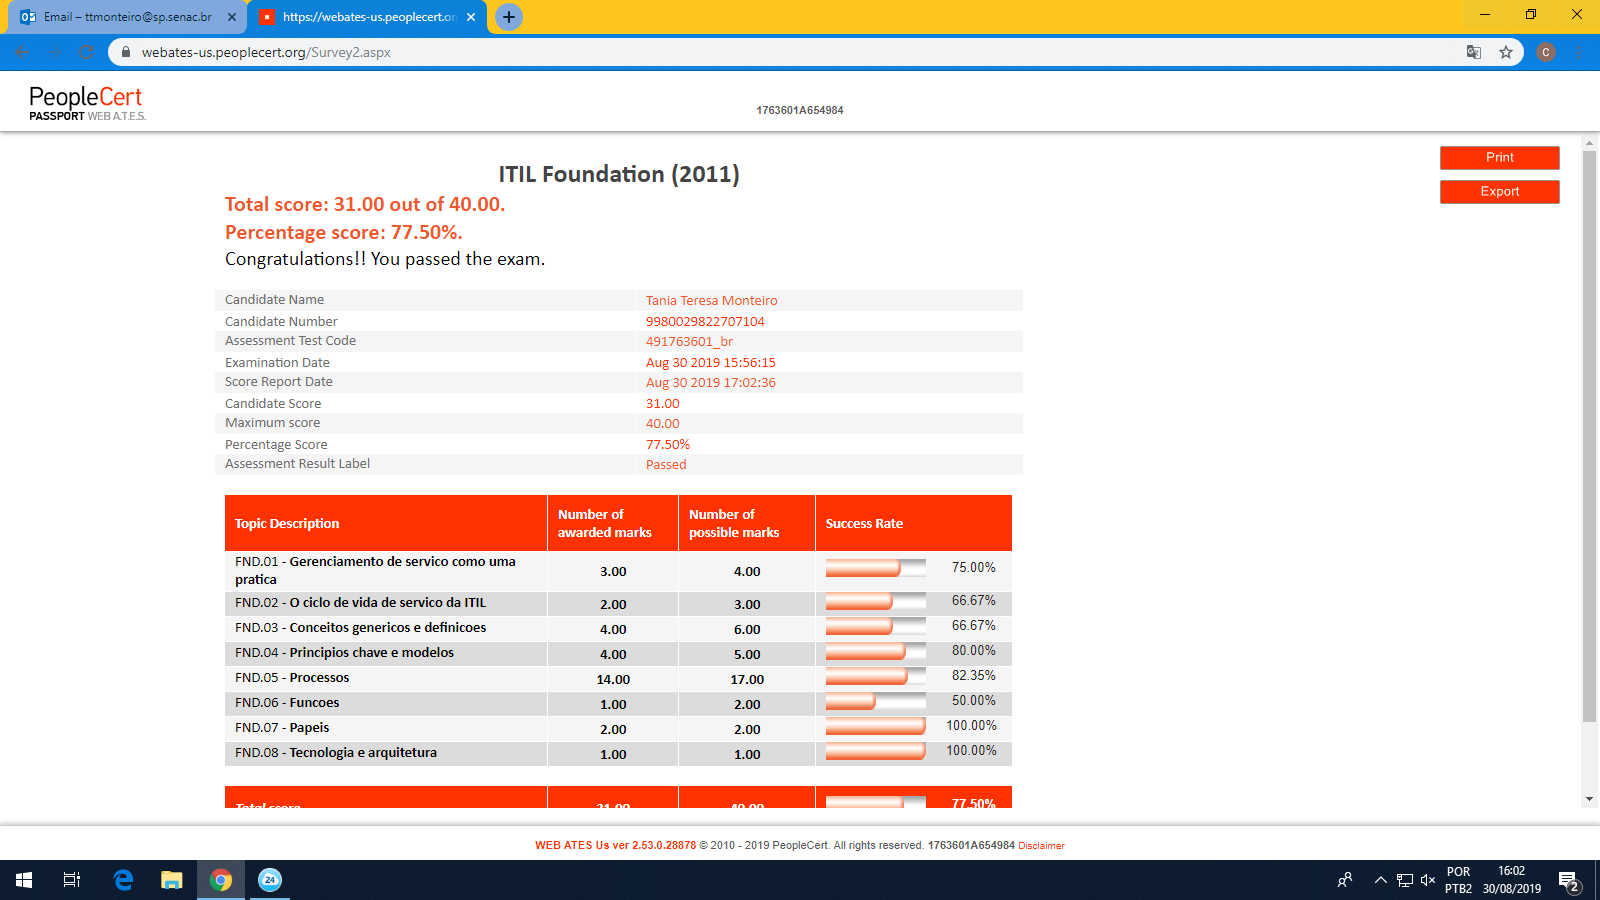 Email – ttmonteiro@sp.senac.br
https://webates-us.peoplecert.or
webates-us.peoplecert.org/Survey2.aspx
C
PeopleCert
PASSPORT WEB A.T.E.S.
1763601A654984
Print
Export
ITIL Foundation (2011)
Total score: 31.00 out of 40.00.
Percentage score: 77.50%.
Congratulations!! You passed the exam.
Candidate Name Tania Teresa Monteiro
Candidate Number 9980029822707104
Assessment Test Code 491763601_br
Examination Date Aug 30 2019 15:56:15
Score Report Date Aug 30 2019 17:02:36
Candidate Score 31.00
Maximum score 40.00
Percentage Score 77.50%
Assessment Result Label Passed
Topic Description Number of awarded marks Number of possible marks Success Rate
FND.01 - Gerenciamento de servico como uma pratica 3.00 4.00 75.00%
FND.02 - O ciclo de vida de servico da ITIL 2.00 3.00 66.67%
FND.03 - Conceitos genericos e definicoes 4.00 6.00 66.67%
FND.04 - Principios chave e modelos 4.00 5.00 80.00%
FND.05 - Processos 14.00 17.00 82.35%
FND.06 - Funcoes 1.00 2.00 50.00%
FND.07 - Papeis 2.00 2.00 100.00%
FND.08 - Tecnologia e arquitetura 1.00 1.00 100.00%
Total score 31.00 40.00 77.50%
WEB ATES Us ver 2.53.0.28878 © 2010 - 2019 PeopleCert. All rights reserved. 1763601A654984 Disclaimer
24
POR
PTB2
16:02
30/08/2019
2